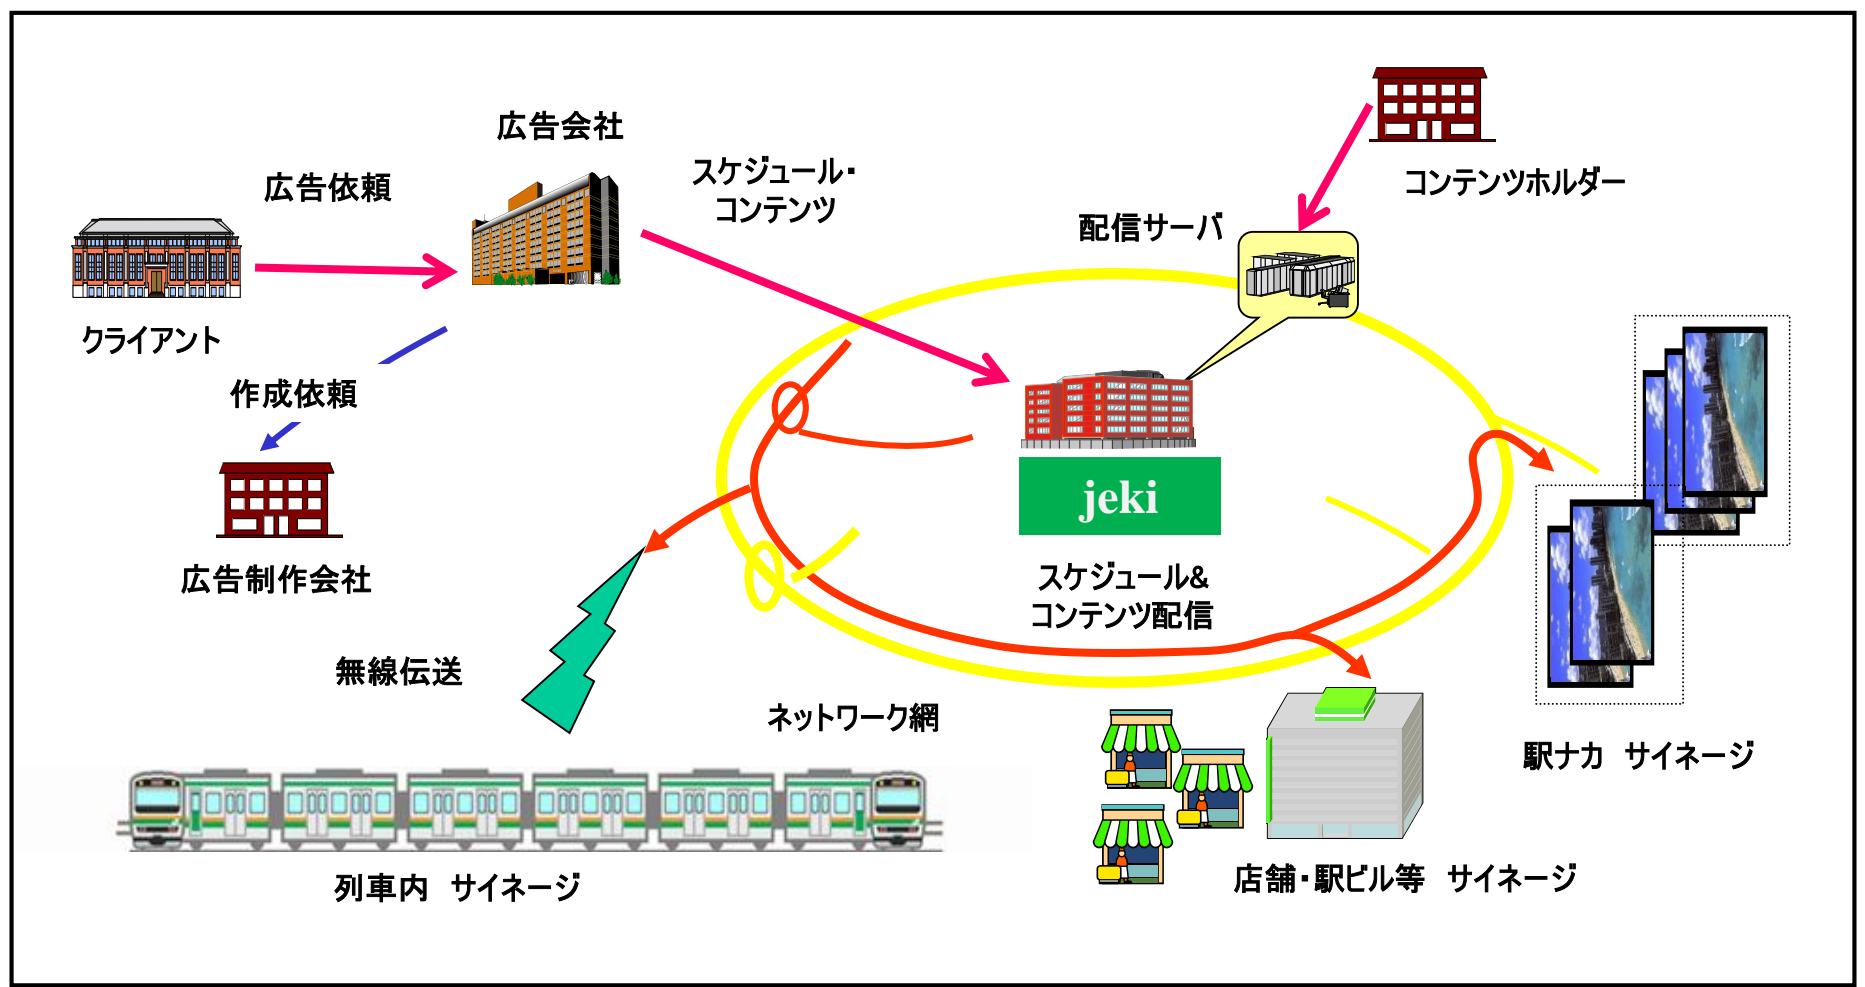 広告会社
広告依頼
スケジュール・
コンテンツ
コンテンツホルダー
配信サーバ
クライアント
作成依頼
jeki
広告制作会社
スケジュール&
コンテンツ配信
無線伝送
ネットワーク網
駅ナカ　サイネージ
列車内　サイネージ
店舗・駅ビル等　サイネージ